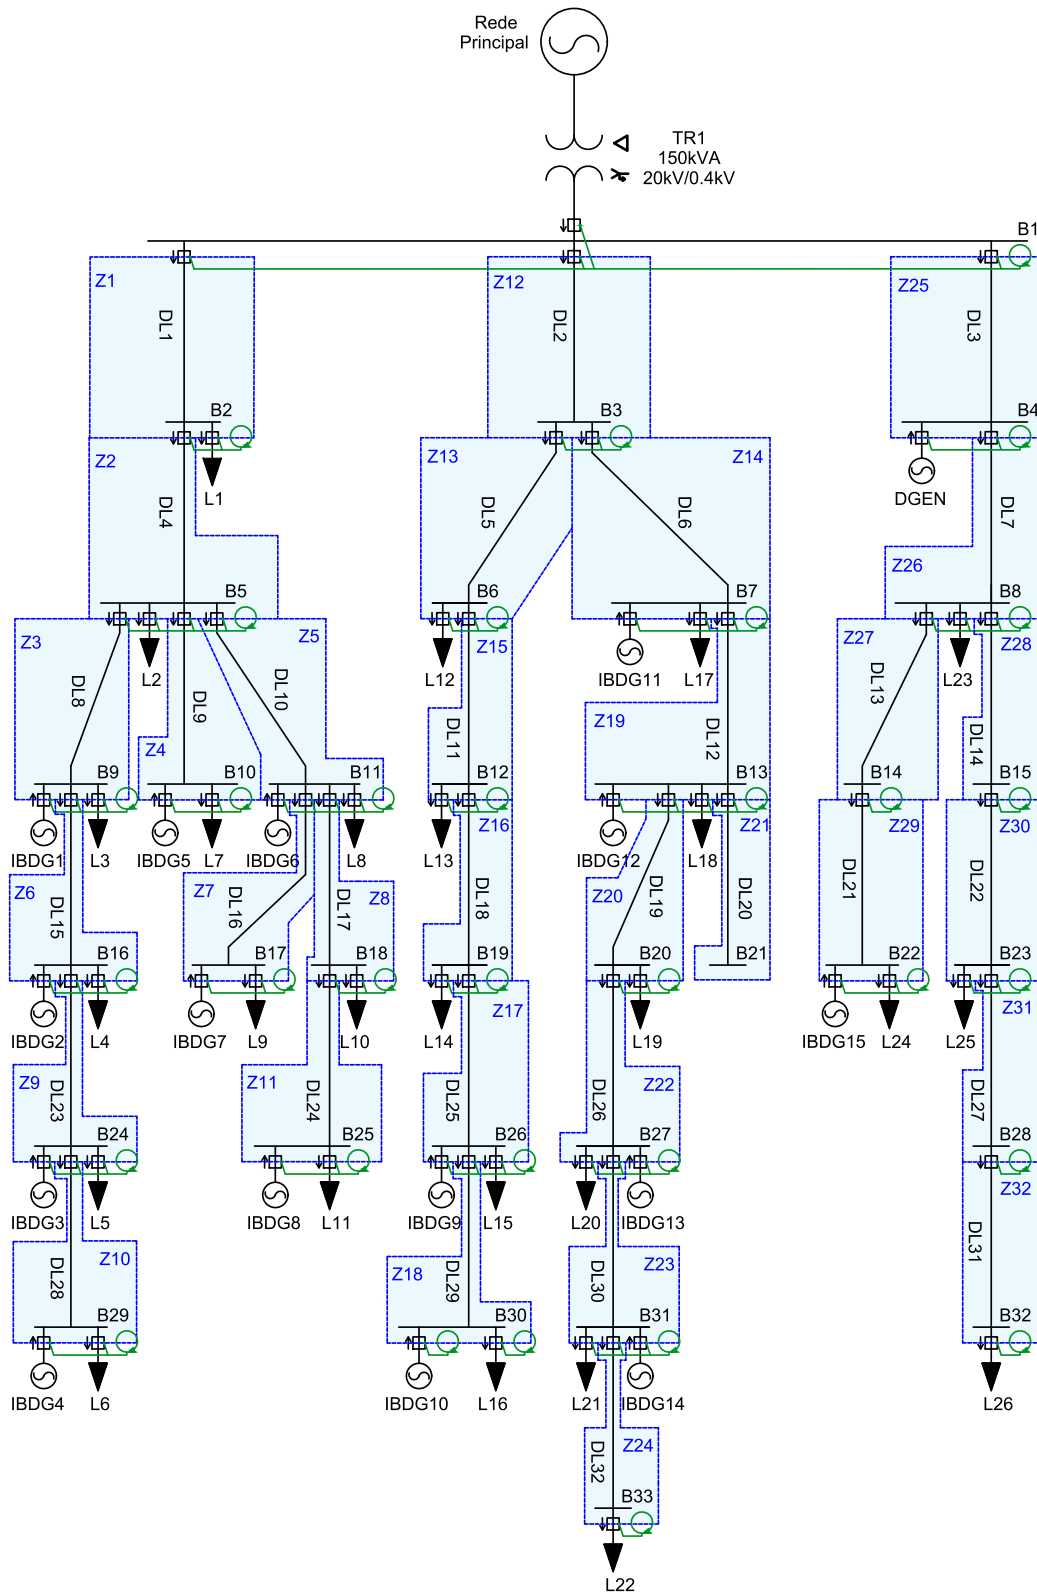 Rede
Principal
TR1
150kVA
20kV/0.4kV
B1
Z1
Z12
Z25
DL1
DL2
DL3
B2
B3
B4
Z2
Z13
Z14
L1
DGEN
DL4
DL5
DL6
DL7
Z26
B5
B6
B7
B8
Z3
Z5
Z15
Z27
Z28
L2
L12
IBDG11
L17
L23
DL8
DL9
DL10
DL11
Z19
DL12
DL13
DL14
Z4
B9
B10
B11
B12
B13
B14
B15
Z16
Z21
Z29
Z30
IBDG1
L3
IBDG5
L7
IBDG6
L8
L13
IBDG12
L18
Z6
Z7
Z8
Z20
DL15
DL16
DL17
DL18
DL19
DL20
DL21
DL22
B16
B17
B18
B19
B20
B21
B22
B23
Z17
Z31
IBDG2
L4
IBDG7
L9
L10
L14
L19
IBDG15
L24
L25
Z9
Z11
Z22
DL23
DL24
DL25
DL26
DL27
B24
B25
B26
B27
B28
Z32
IBDG3
L5
IBDG8
L11
IBDG9
L15
L20
IBDG13
Z10
Z18
Z23
DL28
DL29
DL30
DL31
B29
B30
B31
B32
IBDG4
L6
IBDG10
L16
L21
IBDG14
L26
Z24
DL32
B33
L22